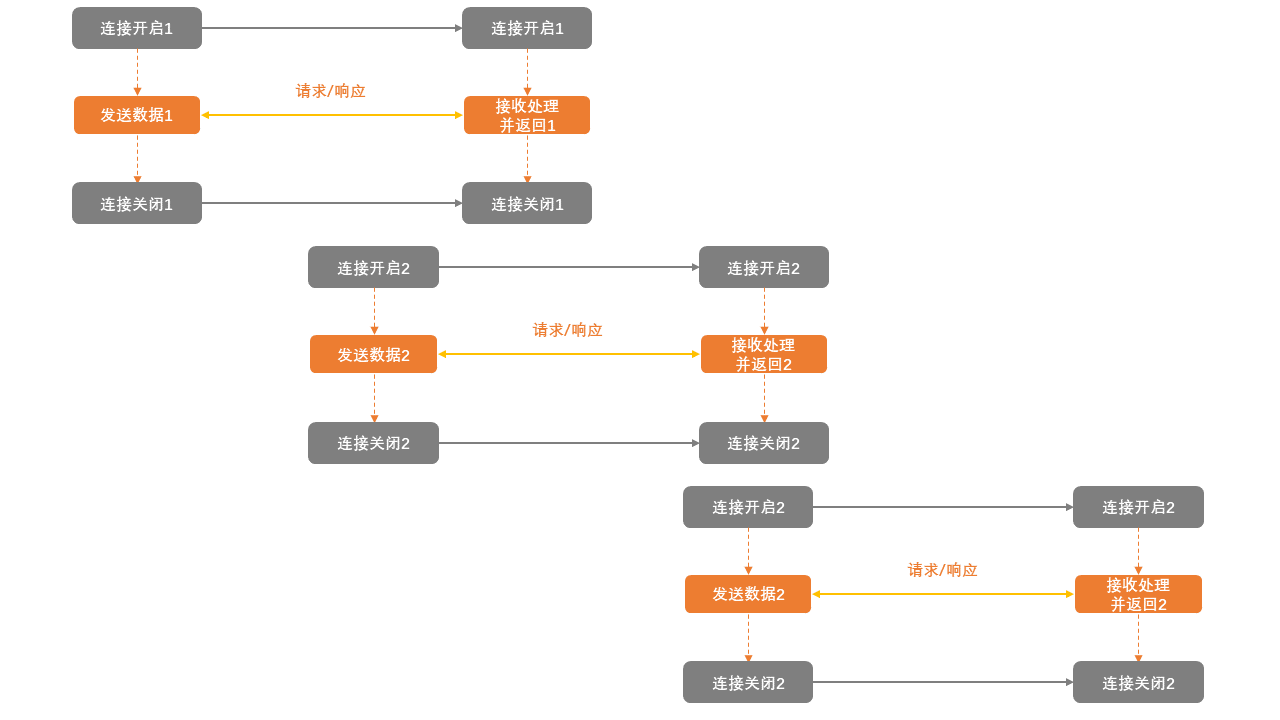 连接开启1
连接开启1
请求/响应
发送数据1
接收处理
并返回1
连接关闭1
连接关闭1
连接开启2
连接开启2
请求/响应
发送数据2
接收处理
并返回2
连接关闭2
连接关闭2
连接开启2
连接开启2
请求/响应
发送数据2
接收处理
并返回2
连接关闭2
连接关闭2